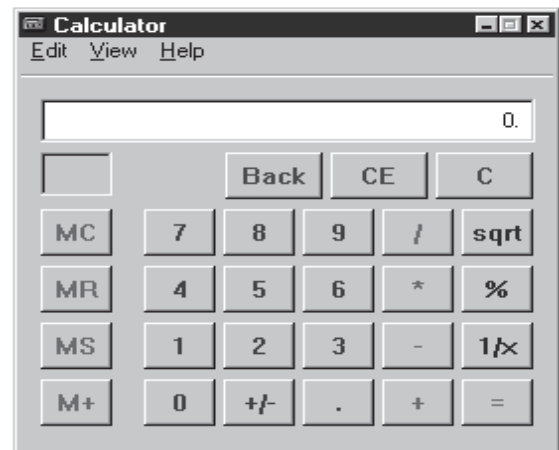 Calculator
Edit View Help
0.
Back CE C
MC 7 8 9 / sqrt
MR 4 5 6 * %
MS 1 2 3 - 1/x
M+ 0 +/- . + =